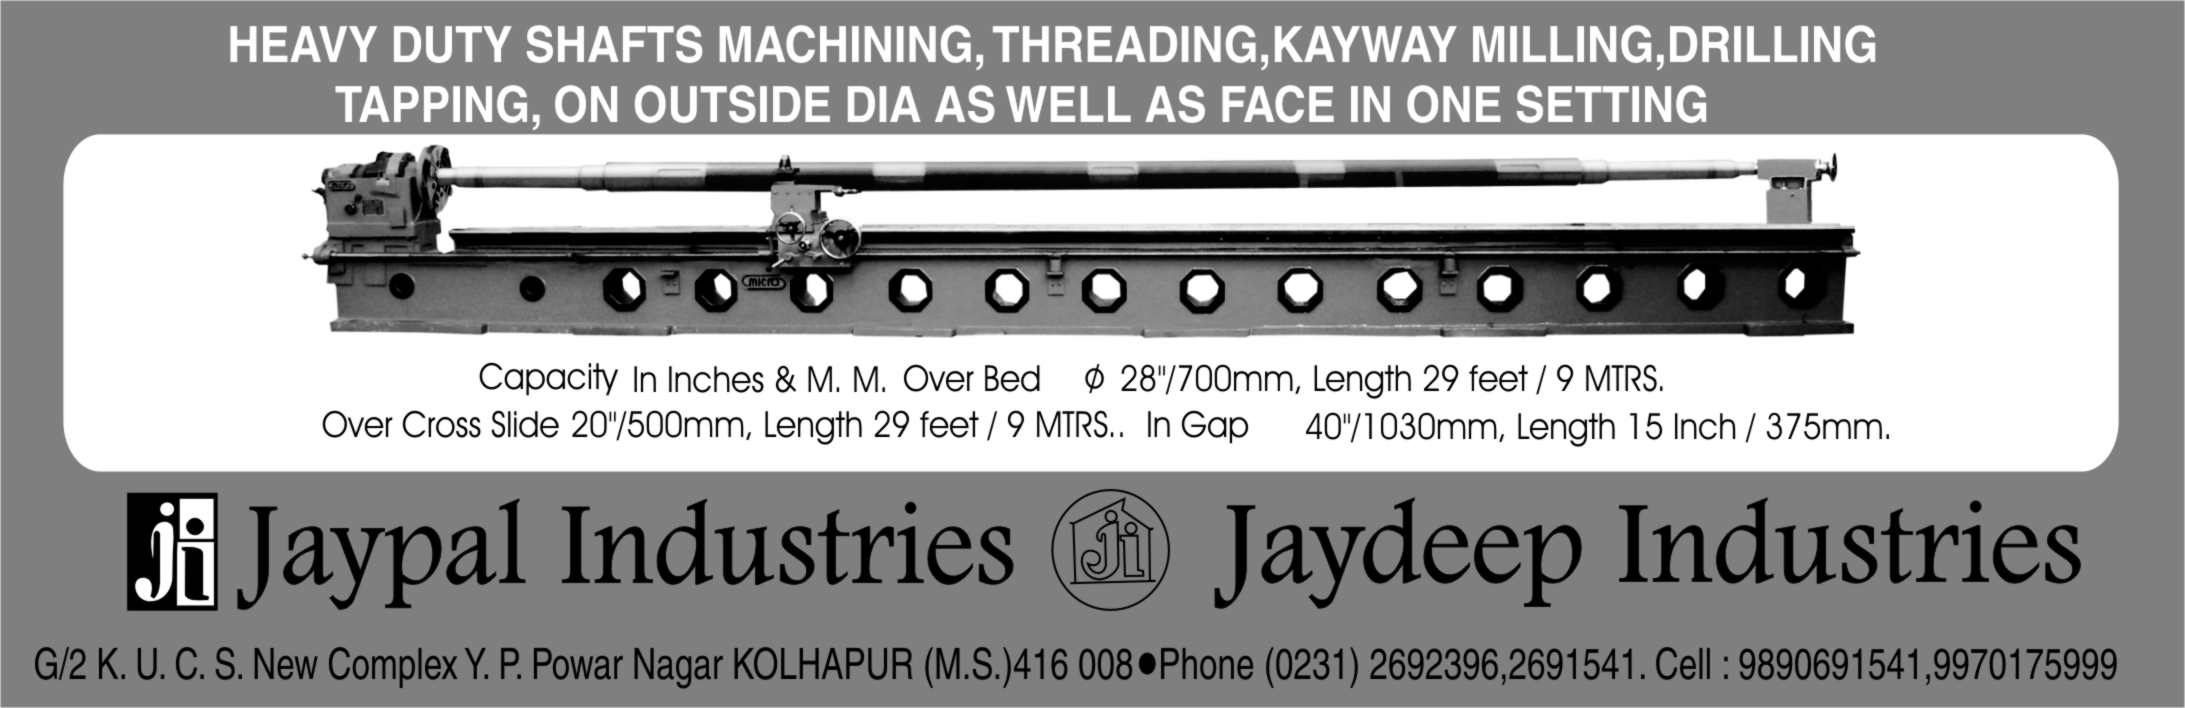 HEAVY DUTY SHAFTS MACHINING, THREADING,KAYWAY MILLING,DRILLING
TAPPING, ON OUTSIDE DIA AS WELL AS FACE IN ONE SETTING
micro
Capacity In Inches & M. M. Over Bed ϕ 28"/700mm, Length 29 feet / 9 MTRS.
Over Cross Slide 20"/500mm, Length 29 feet / 9 MTRS.. In Gap 40"/1030mm, Length 15 Inch / 375mm.
ji Jaypal Industries ji Jaydeep Industries
G/2 K. U. C. S. New Complex Y. P. Powar Nagar KOLHAPUR (M.S.)416 008●Phone (0231) 2692396,2691541. Cell : 9890691541,9970175999